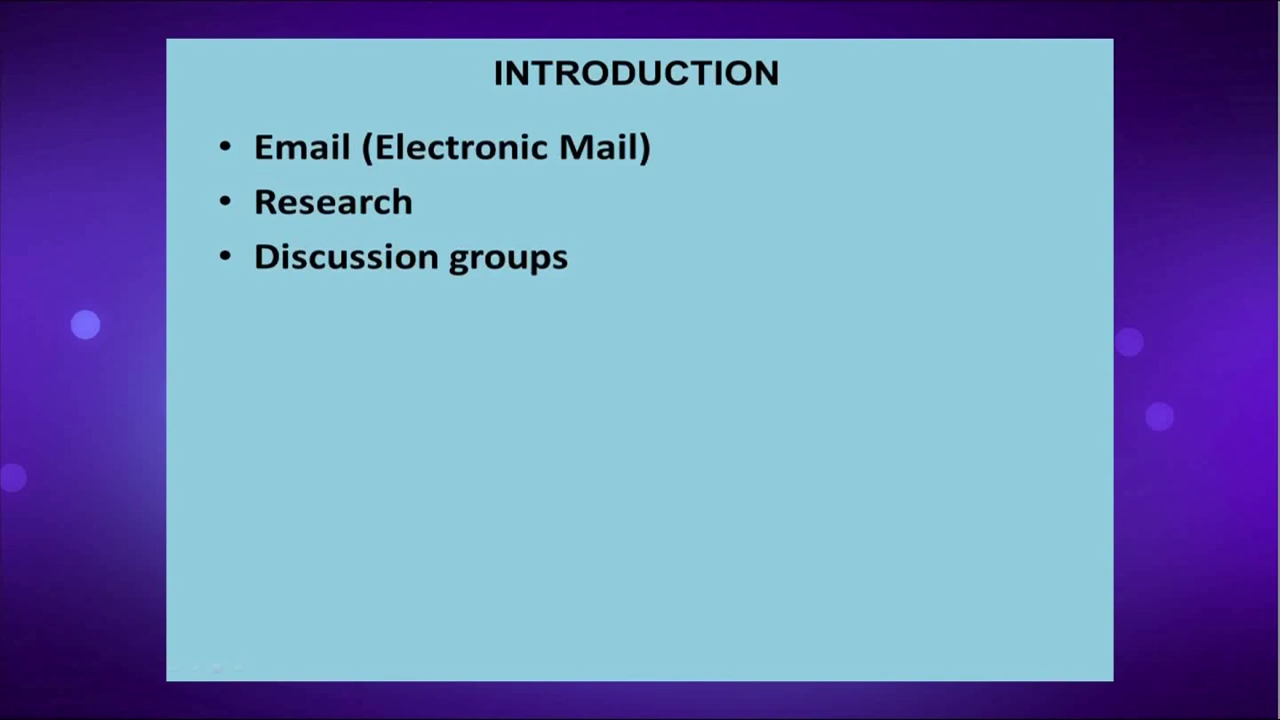 INTRODUCTION
• Email (Electronic Mail)
• Research
• Discussion groups